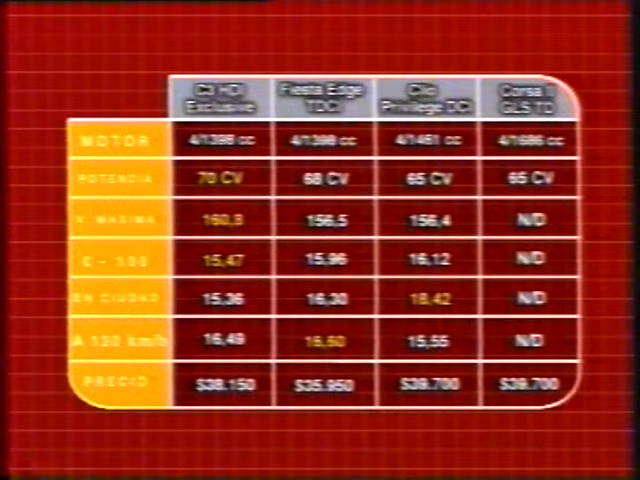 C3 HDI Exclusive Fiesta Edge TDCI Clio Privilege DCI Corsa II GLS TD
MOTOR 4/1398 cc 4/1398 cc 4/1461 cc 4/1686 cc
POTENCIA 70 CV 68 CV 65 CV 65 CV
V. MAXIMA 160,8 156,5 156,4 N/D
0 - 100 15,47 15,96 16,12 N/D
EN CIUDAD 15,36 16,30 18,42 N/D
A 120 km/h 16,49 16,60 15,55 N/D
PRECIO $38.150 $35.950 $39.700 $39.700